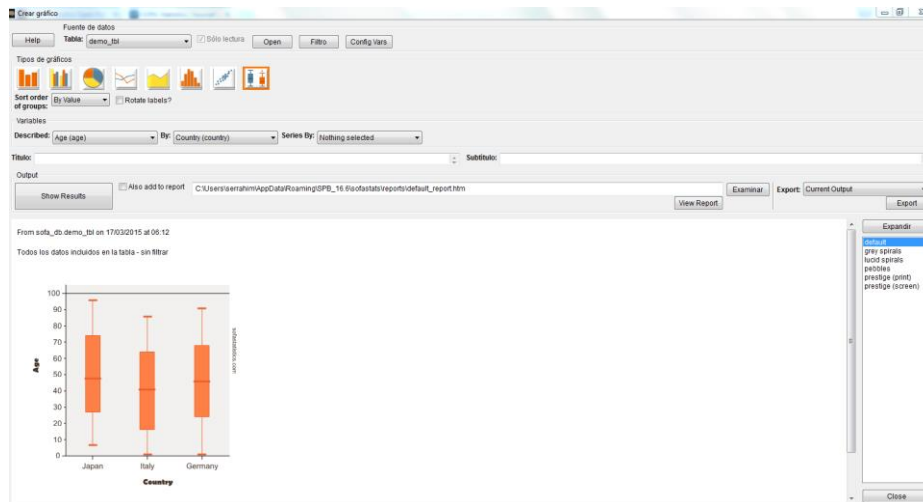 Crear gráfico
Fuente de datos
Help
Tabla: demo_tbl
Sólo lectura
Open
Filtro
Config Vars
Tipos de gráficos
Sort order of groups: By Value
Rotate labels?
Variables
Described: Age (age)
By: Country (country)
Series By: Nothing selected
Título:
Subtítulo:
Output
Show Results
Also add to report
C:\Users\serrahim\AppData\Roaming\SPB_16.6\sofastats\reports\default_report.htm
Examinar
Export: Current Output
View Report
Export
From sofa_db.demo_tbl on 17/03/2015 at 06:12
Todos los datos incluidos en la tabla - sin filtrar
Expandir
default
grey spirals
lucid spirals
pebbles
prestige (print)
prestige (screen)
100
90
80
70
60
50
40
30
20
10
0
Age
Japan
Italy
Germany
Country
sofastatistics.com
Close